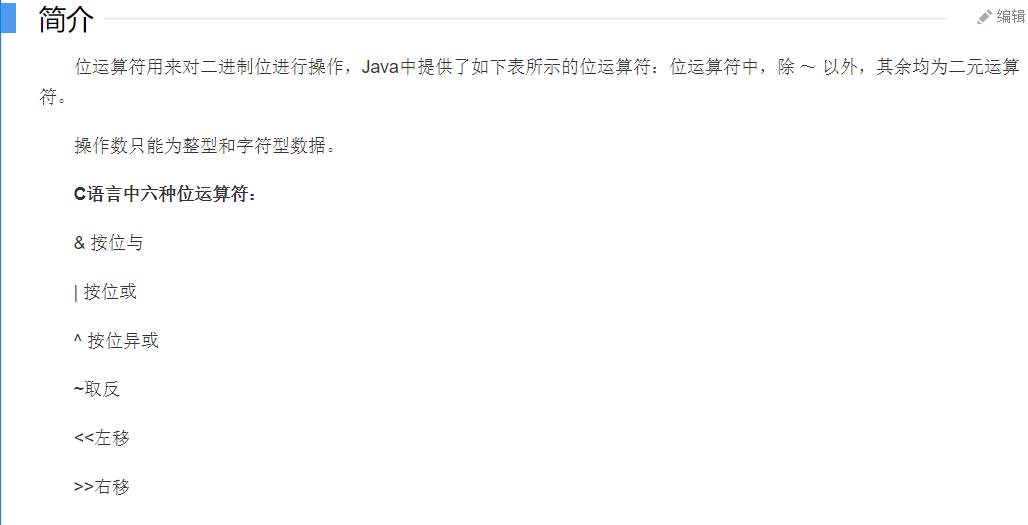 简介
编辑
位运算符用来对二进制位进行操作，Java中提供了如下表所示的位运算符：位运算符中，除 ～ 以外，其余均为二元运算
符。
操作数只能为整型和字符型数据。
C语言中六种位运算符：
& 按位与
| 按位或
^ 按位异或
~取反
<<左移
>>右移